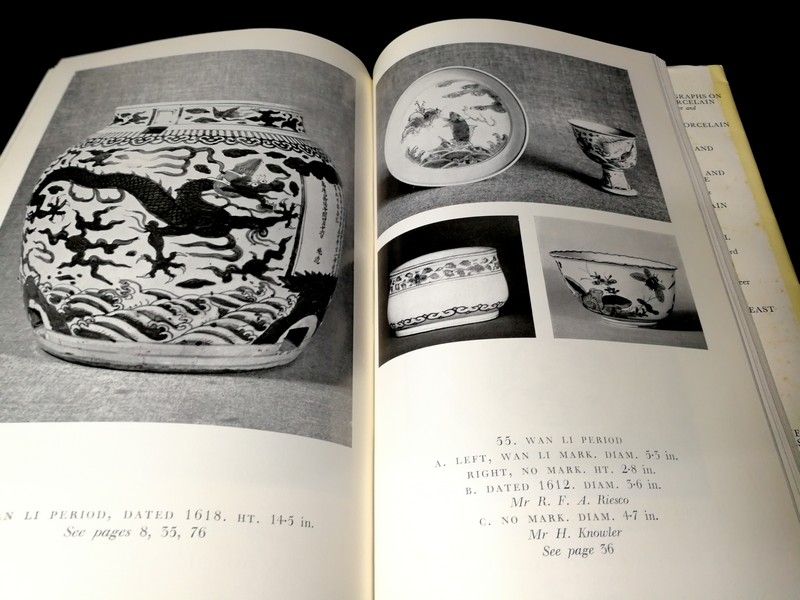 LI PERIOD, DATED 1618. HT. 14·5 in.
See pages 8, 35, 76
55. WAN LI PERIOD
A. LEFT, WAN LI MARK. DIAM. 5·5 in.
RIGHT, NO MARK. HT. 2·8 in.
B. DATED 1612. DIAM. 3·6 in.
Mr R. F. A. Riesco
C. NO MARK. DIAM. 4·7 in.
Mr H. Knowler
See page 36
GRAPHS ON
RCELAIN
and
ORCELAIN
AND
AND
EAST